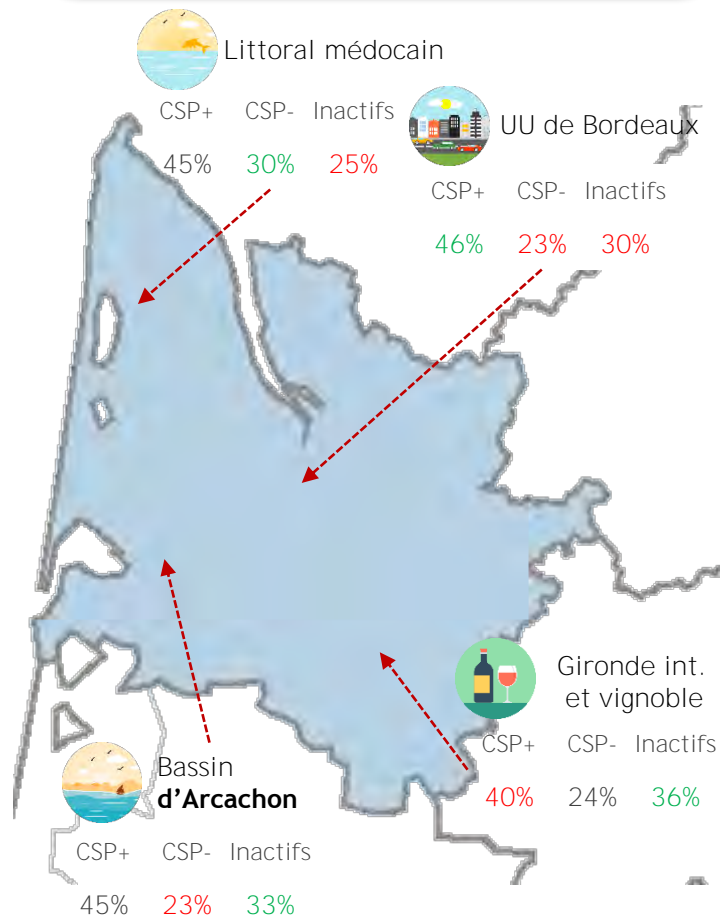 Littoral médocain
CSP+ CSP- Inactifs
45% 30% 25%
UU de Bordeaux
CSP+ CSP- Inactifs
46% 23% 30%
Gironde int.
et vignoble
CSP+ CSP- Inactifs
40% 24% 36%
Bassin
d'Arcachon
CSP+ CSP- Inactifs
45% 23% 33%